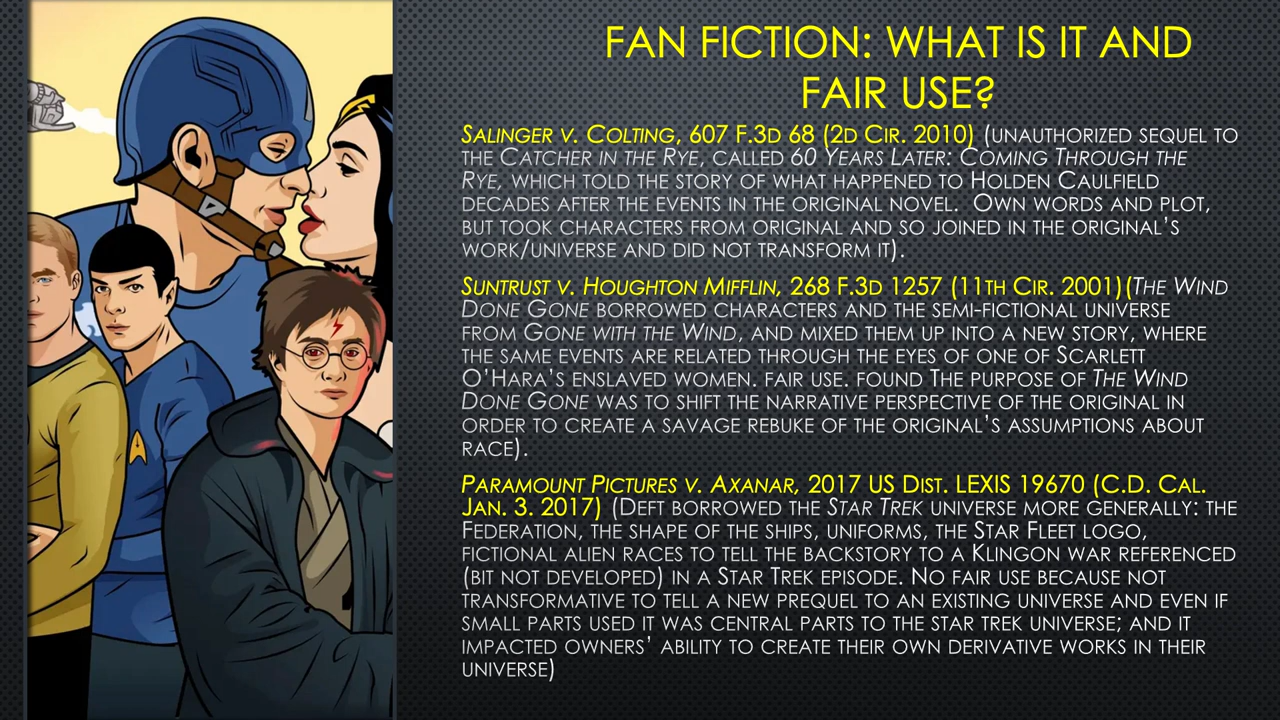 FAN FICTION: WHAT IS IT AND
FAIR USE?
SALINGER V. COLTING, 607 F.3D 68 (2D CIR. 2010) (UNAUTHORIZED SEQUEL TO
THE CATCHER IN THE RYE, CALLED 60 YEARS LATER: COMING THROUGH THE
RYE, WHICH TOLD THE STORY OF WHAT HAPPENED TO HOLDEN CAULFIELD
DECADES AFTER THE EVENTS IN THE ORIGINAL NOVEL. OWN WORDS AND PLOT,
BUT TOOK CHARACTERS FROM ORIGINAL AND SO JOINED IN THE ORIGINAL'S
WORK/UNIVERSE AND DID NOT TRANSFORM IT).
SUNTRUST V. HOUGHTON MIFFLIN, 268 F.3D 1257 (11TH CIR. 2001)(THE WIND
DONE GONE BORROWED CHARACTERS AND THE SEMI-FICTIONAL UNIVERSE
FROM GONE WITH THE WIND, AND MIXED THEM UP INTO A NEW STORY, WHERE
THE SAME EVENTS ARE RELATED THROUGH THE EYES OF ONE OF SCARLETT
O'HARA'S ENSLAVED WOMEN. FAIR USE. FOUND THE PURPOSE OF THE WIND
DONE GONE WAS TO SHIFT THE NARRATIVE PERSPECTIVE OF THE ORIGINAL IN
ORDER TO CREATE A SAVAGE REBUKE OF THE ORIGINAL'S ASSUMPTIONS ABOUT
RACE).
PARAMOUNT PICTURES V. AXANAR, 2017 US DIST. LEXIS 19670 (C.D. CAL.
JAN. 3. 2017) (DEFT BORROWED THE STAR TREK UNIVERSE MORE GENERALLY: THE
FEDERATION, THE SHAPE OF THE SHIPS, UNIFORMS, THE STAR FLEET LOGO,
FICTIONAL ALIEN RACES TO TELL THE BACKSTORY TO A KLINGON WAR REFERENCED
(BIT NOT DEVELOPED) IN A STAR TREK EPISODE. NO FAIR USE BECAUSE NOT
TRANSFORMATIVE TO TELL A NEW PREQUEL TO AN EXISTING UNIVERSE AND EVEN IF
SMALL PARTS USED IT WAS CENTRAL PARTS TO THE STAR TREK UNIVERSE; AND IT
IMPACTED OWNERS' ABILITY TO CREATE THEIR OWN DERIVATIVE WORKS IN THEIR
UNIVERSE)